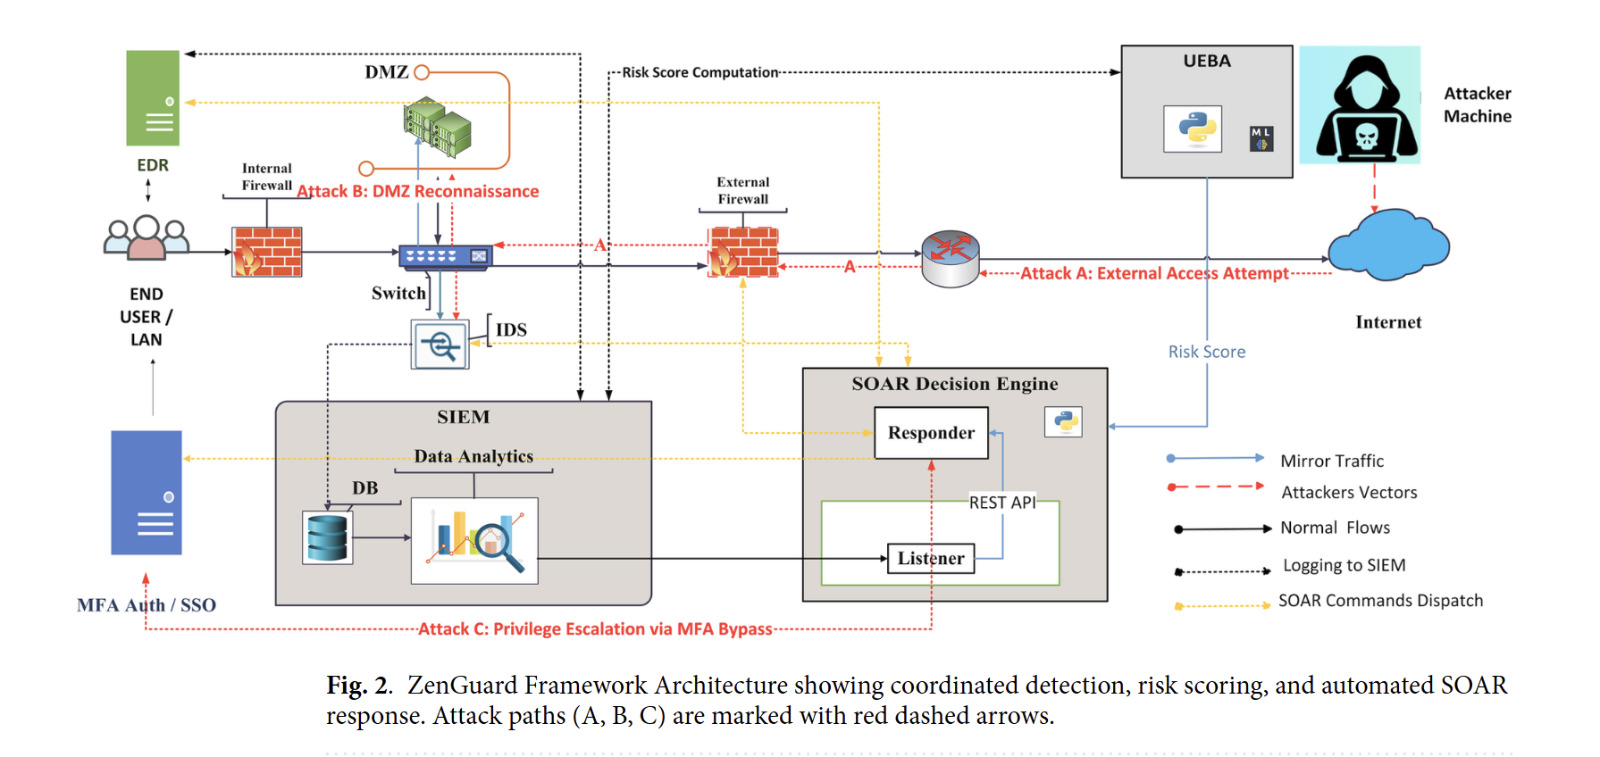 DMZ
Risk Score Computation
UEBA
M L
Attacker
Machine
EDR
Internal
Firewall
Attack B: DMZ Reconnaissance
External
Firewall
A
A
Attack A: External Access Attempt
END
USER /
LAN
Switch
IDS
Internet
Risk Score
SIEM
SOAR Decision Engine
Responder
Data Analytics
DB
REST API
Listener
Mirror Traffic
Attackers Vectors
Normal Flows
Logging to SIEM
SOAR Commands Dispatch
MFA Auth / SSO
Attack C: Privilege Escalation via MFA Bypass
Fig. 2. ZenGuard Framework Architecture showing coordinated detection, risk scoring, and automated SOAR
response. Attack paths (A, B, C) are marked with red dashed arrows.